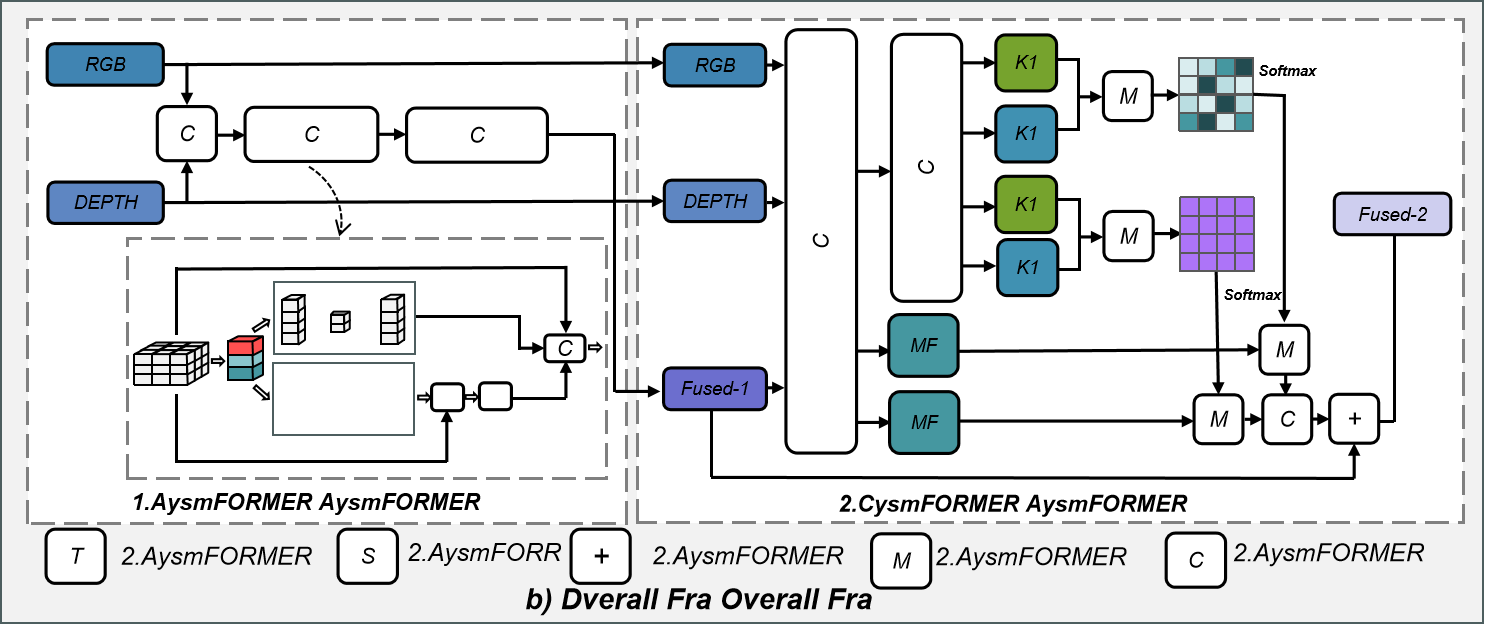 RGB
C
C
C
DEPTH
C
1.AysmFORMER AysmFORMER
RGB
DEPTH
Fused-1
C
C
K1
K1
K1
K1
MF
MF
M
M
Softmax
Softmax
M
M
C
+
Fused-2
2.CysmFORMER AysmFORMER
T 2.AysmFORMER S 2.AysmFORR + 2.AysmFORMER M 2.AysmFORMER C 2.AysmFORMER
b) Dverall Fra Overall Fra